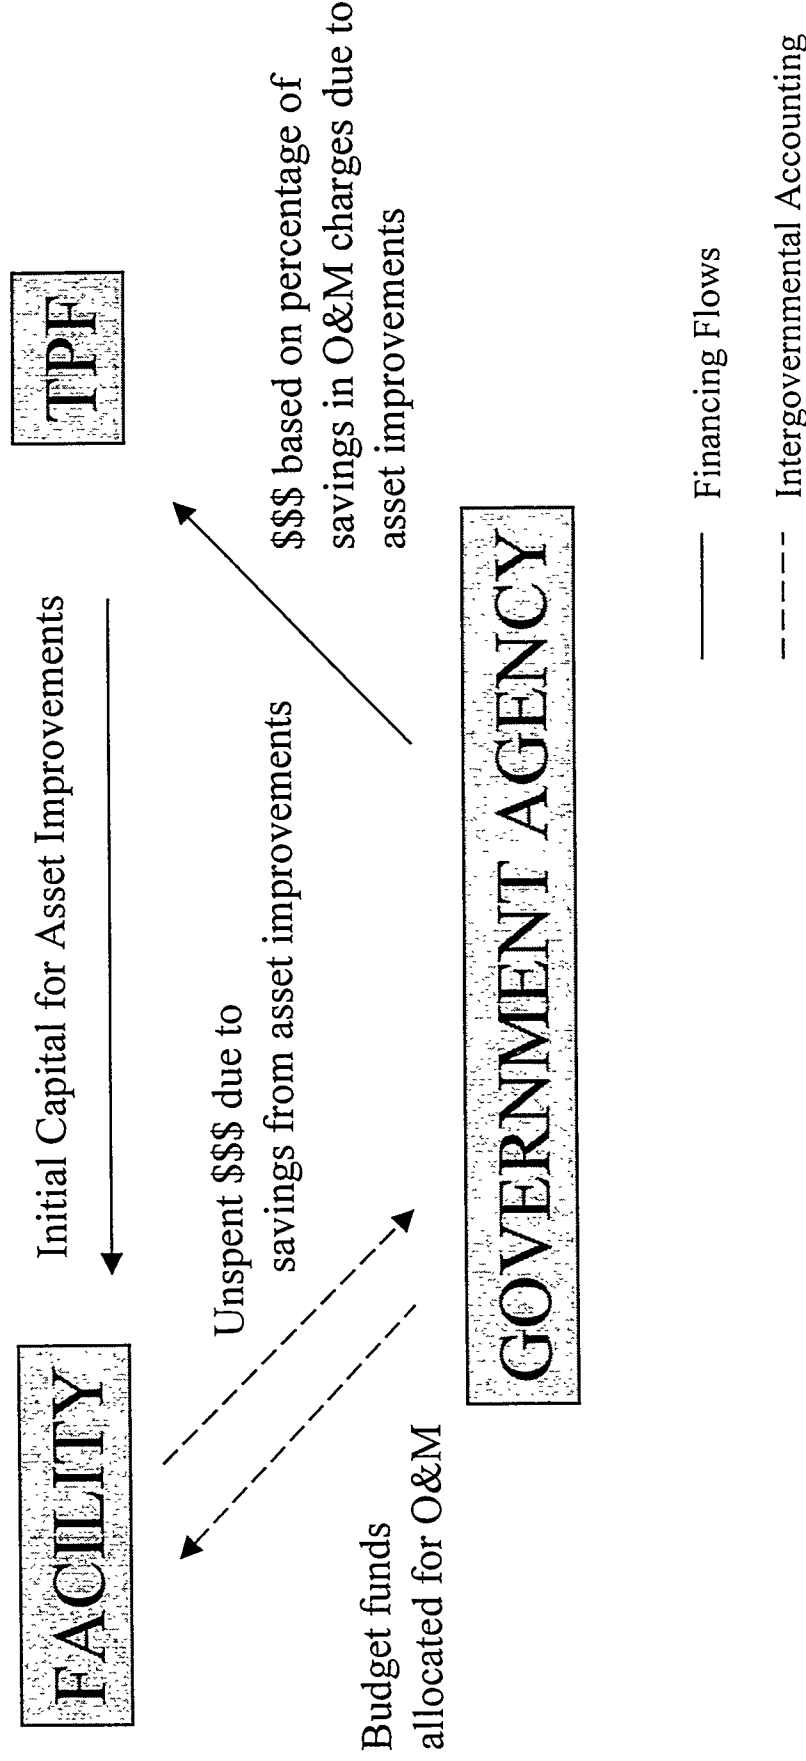 FACILITY
Initial Capital for Asset Improvements
TPF
Unspent $$$ due to
savings from asset improvements
$$$ based on percentage of
savings in O&M charges due to
asset improvements
Budget funds
allocated for O&M
GOVERNMENT AGENCY
Financing Flows
Intergovernmental Accounting